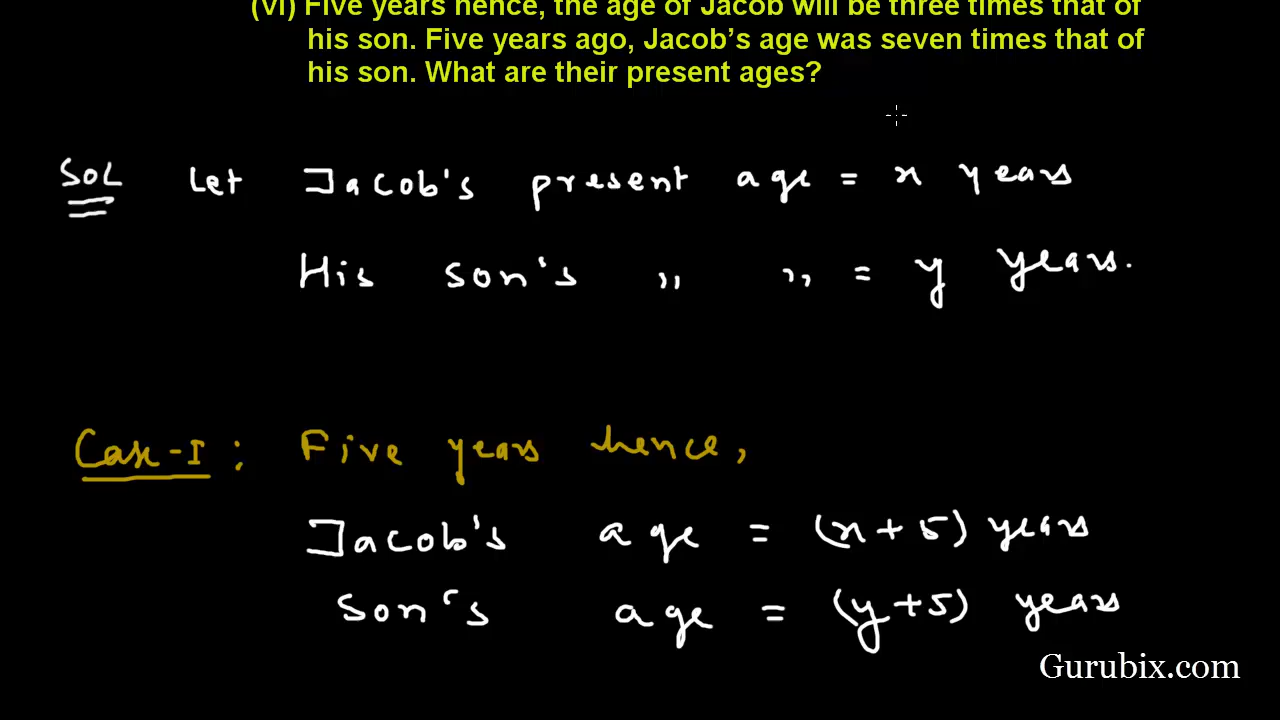 (vi) Five years hence, the age of Jacob will be three times that of
his son. Five years ago, Jacob's age was seven times that of
his son. What are their present ages?
Sol Let Jacob's present age = x years
His son's ,, ,, = y years.
Case-I : Five years hence,
Jacob's age = (x+5) years
Son's age = (y+5) years
Gurubix.com